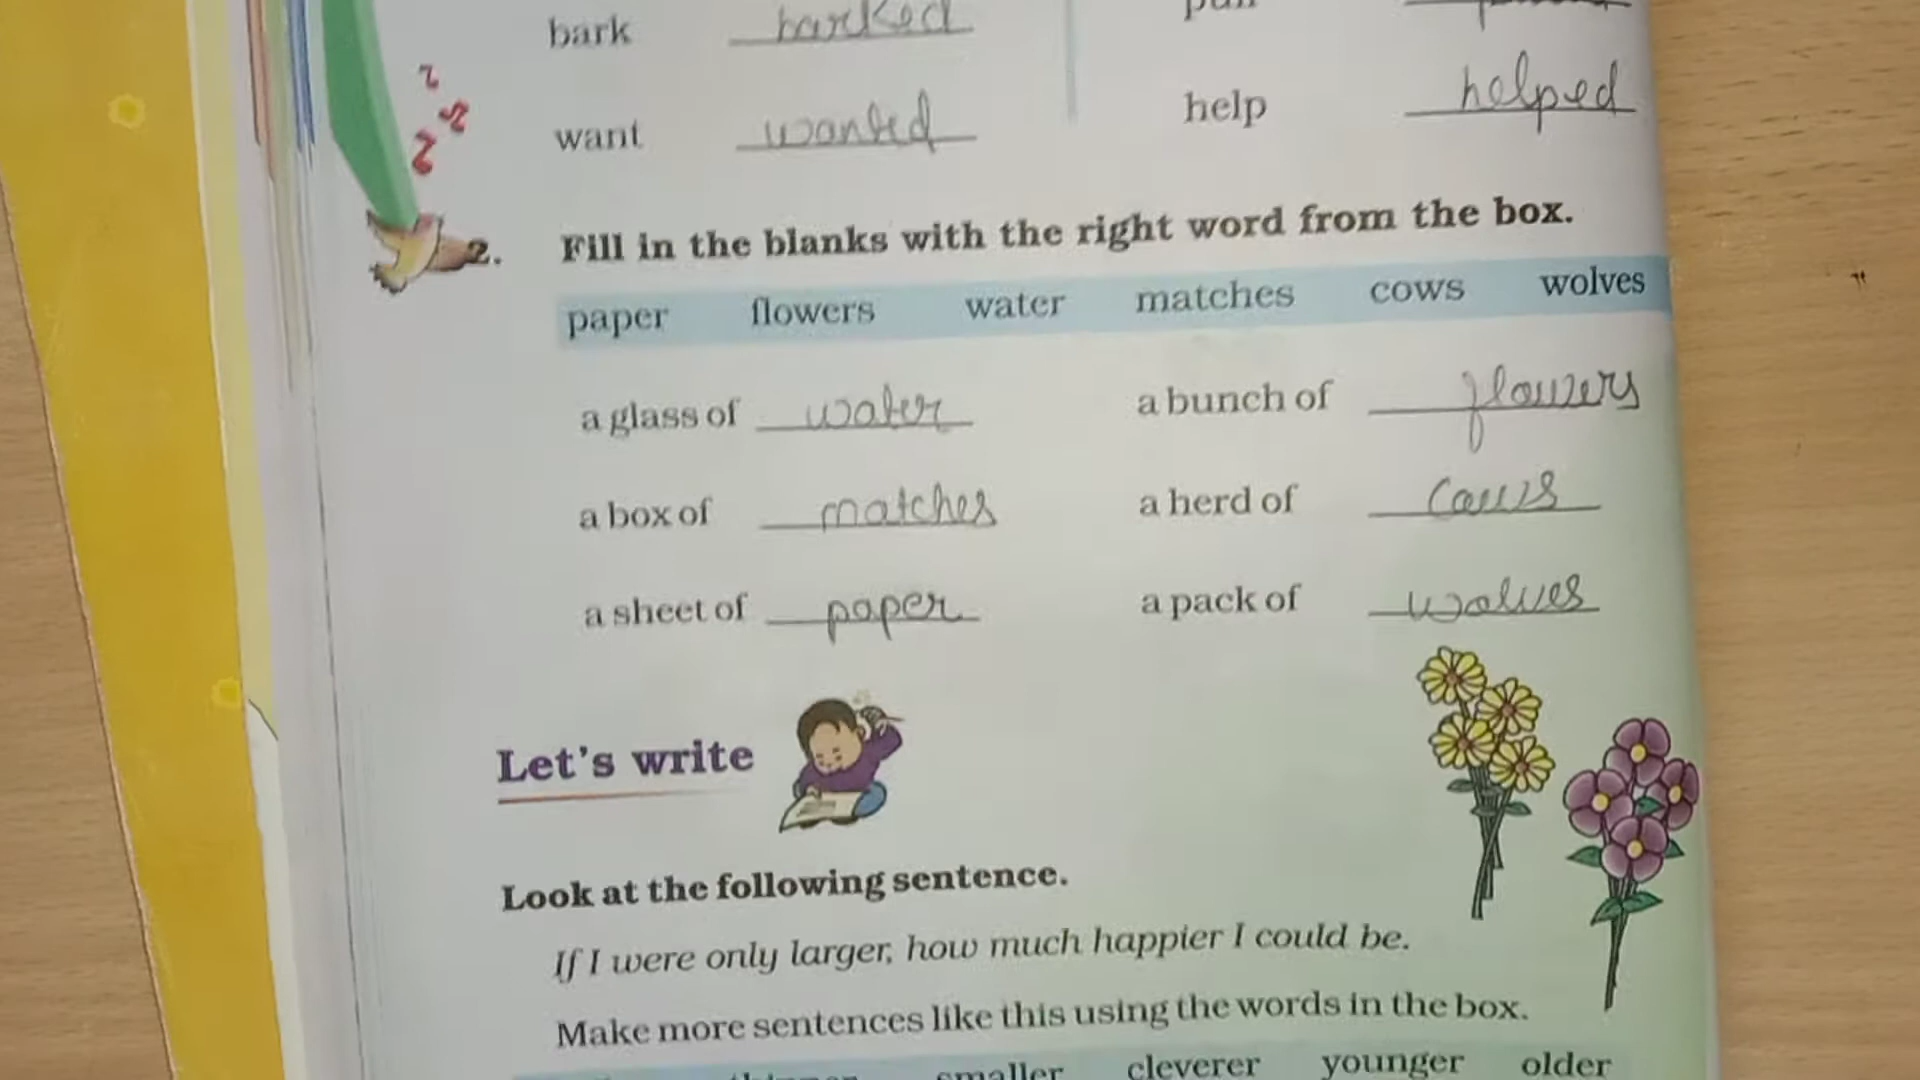 bark barked
want wanted help helped
2. Fill in the blanks with the right word from the box.
paper flowers water matches cows wolves
a glass of water a bunch of flowers
a box of matches a herd of cows
a sheet of paper a pack of wolves
Let's write
Look at the following sentence.
If I were only larger, how much happier I could be.
Make more sentences like this using the words in the box.
smaller cleverer younger older